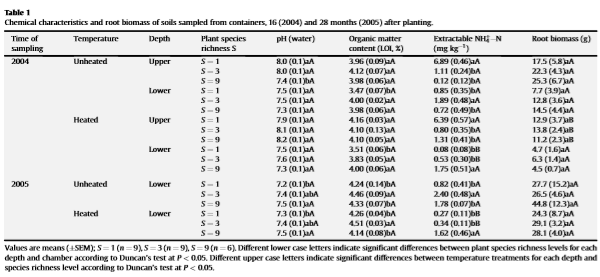 Table 1
Chemical characteristics and root biomass of soils sampled from containers, 16 (2004) and 28 months (2005) after planting.
Time of sampling Temperature Depth Plant species richness S pH (water) Organic matter content (LOI, %) Extractable NH₄⁺–N (mg kg⁻¹) Root biomass (g)
2004 Unheated Upper S = 1 8.0 (0.1)aA 3.96 (0.09)aA 6.89 (0.46)aA 17.5 (5.8)aA
S = 3 8.0 (0.1)aA 4.12 (0.07)aA 1.11 (0.24)bA 22.3 (4.3)aA
S = 9 7.4 (0.1)bA 3.98 (0.06)aA 0.12 (0.12)bA 25.3 (6.7)aA
Lower S = 1 7.5 (0.1)aA 3.47 (0.07)bA 0.85 (0.35)bA 7.7 (3.9)aA
S = 3 7.5 (0.1)aA 4.00 (0.02)aA 1.89 (0.48)aA 12.8 (3.6)aA
S = 9 7.3 (0.1)aA 3.98 (0.06)aA 0.72 (0.49)bA 14.5 (4.4)aA
Heated Upper S = 1 7.9 (0.1)aA 4.16 (0.03)aA 6.39 (0.57)aA 12.9 (3.7)aB
S = 3 8.1 (0.1)aA 4.10 (0.13)aA 0.80 (0.35)bA 13.8 (2.4)aB
S = 9 8.2 (0.1)aA 4.10 (0.05)aA 1.31 (0.41)bA 11.2 (2.3)aB
Lower S = 1 7.5 (0.1)aA 3.51 (0.06)bA 0.08 (0.08)bB 4.7 (1.6)aA
S = 3 7.6 (0.1)aA 3.83 (0.05)aA 0.53 (0.30)bB 6.3 (1.4)aA
S = 9 7.3 (0.1)aA 4.00 (0.06)aA 1.75 (0.51)aA 4.5 (0.7)aA
2005 Unheated Lower S = 1 7.2 (0.1)bA 4.24 (0.14)bA 0.82 (0.41)bA 27.7 (15.2)aA
S = 3 7.4 (0.1)abA 4.46 (0.09)aA 2.40 (0.48)aA 26.5 (4.6)aA
S = 9 7.5 (0.1)aA 4.33 (0.07)bA 1.78 (0.07)bA 44.8 (12.3)aA
Heated Lower S = 1 7.3 (0.1)bA 4.26 (0.04)bA 0.27 (0.11)bB 24.3 (8.7)aA
S = 3 7.4 (0.1)abA 4.51 (0.03)aA 0.34 (0.11)bB 29.1 (3.2)aA
S = 9 7.5 (0.1)aA 4.14 (0.08)bA 1.62 (0.46)aA 28.1 (4.0)aA
Values are means (±SEM); S = 1 (n = 9), S = 3 (n = 9), S = 9 (n = 6). Different lower case letters indicate significant differences between plant species richness levels for each
depth and chamber according to Duncan's test at P < 0.05. Different upper case letters indicate significant differences between temperature treatments for each depth and
species richness level according to Duncan's test at P < 0.05.